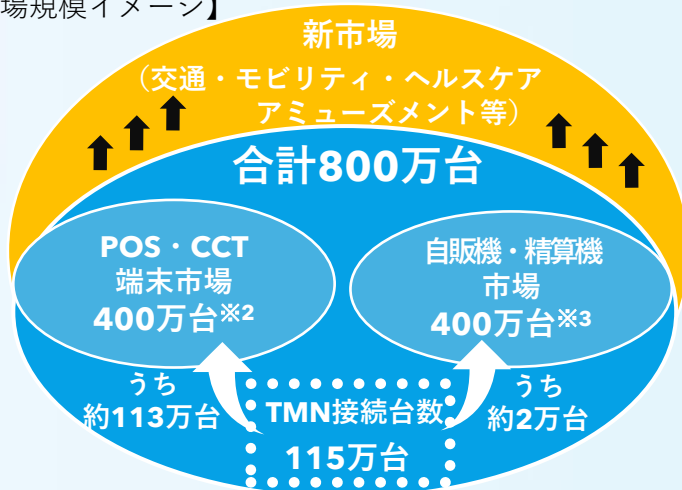 場規模イメージ】
新市場
（交通・モビリティ・ヘルスケア
アミューズメント等）
合計800万台
POS・CCT
端末市場
400万台※2
自販機・精算機
市場
400万台※3
うち
約113万台
TMN接続台数
115万台
うち
約2万台